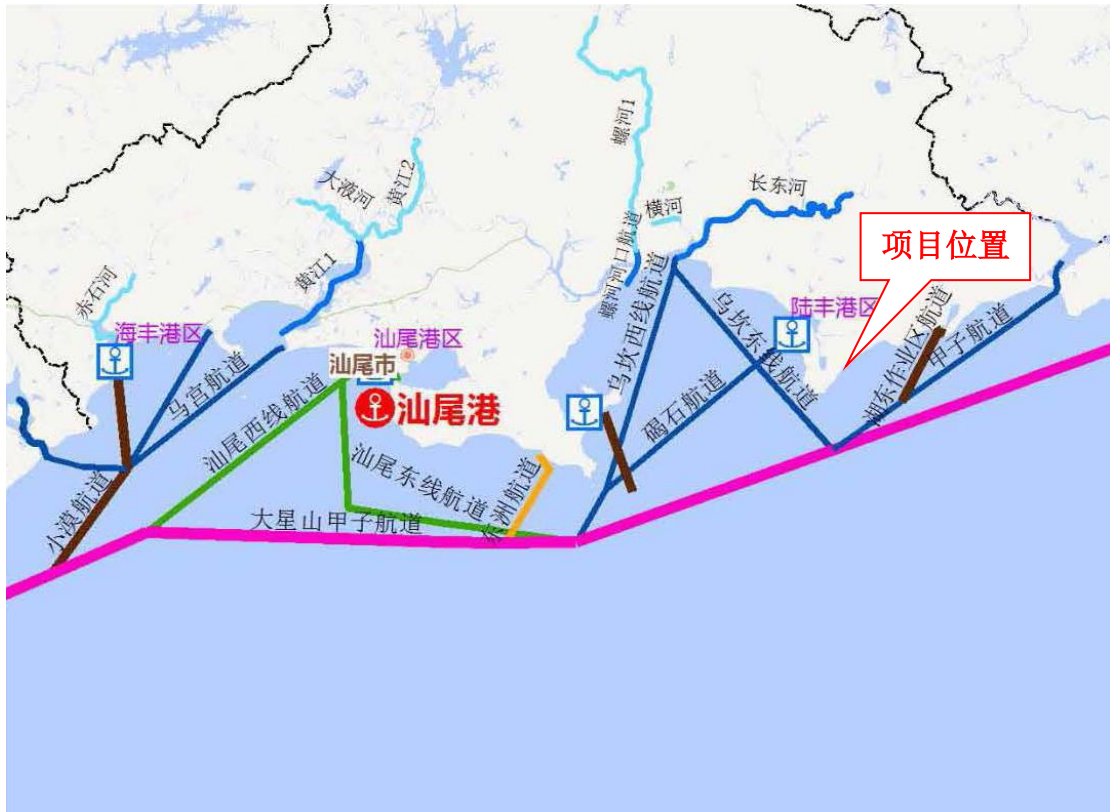 螺河1
黄江2
大液河
横河
长东河
项目位置
螺河河口航道
赤石河
黄江1
海丰港区
汕尾港区
陆丰港区
汕尾市
汕尾港
马宫航道
汕尾西线航道
汕尾东线航道
乌坎西线航道
乌坎东线航道
碣石航道
湖东作业区航道
甲子航道
小漠航道
大星山甲子航道
东洲航道